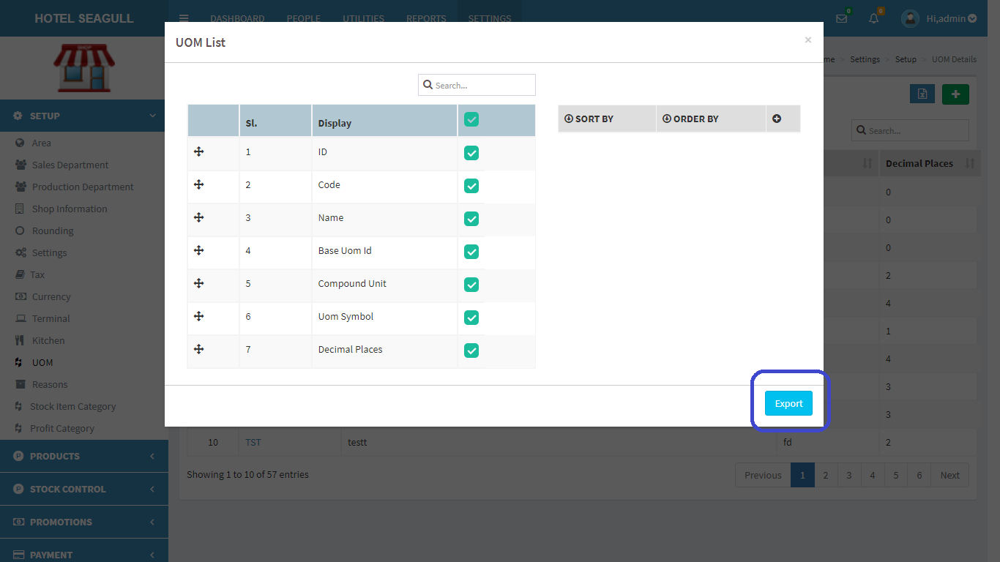 HOTEL SEAGULL
DASHBOARD PEOPLE UTILITIES REPORTS SETTINGS
0 0 Hi,admin
SHOP
UOM List ×
me > Settings > Setup > UOM Details
SETUP
Area
Sales Department
Production Department
Shop Information
Rounding
Settings
Tax
Currency
Terminal
Kitchen
UOM
Reasons
Stock Item Category
Profit Category
PRODUCTS
STOCK CONTROL
PROMOTIONS
PAYMENT
Search...
Sl. Display
1 ID
2 Code
3 Name
4 Base Uom Id
5 Compound Unit
6 Uom Symbol
7 Decimal Places
SORT BY ORDER BY
Export
Search...
Decimal Places
0
0
0
2
4
1
4
3
3
10 TST testt fd 2
Showing 1 to 10 of 57 entries
Previous 1 2 3 4 5 6 Next